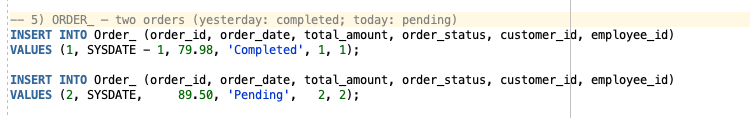 -- 5) ORDER_ — two orders (yesterday: completed; today: pending)
INSERT INTO Order_ (order_id, order_date, total_amount, order_status, customer_id, employee_id)
VALUES (1, SYSDATE - 1, 79.98, 'Completed', 1, 1);
INSERT INTO Order_ (order_id, order_date, total_amount, order_status, customer_id, employee_id)
VALUES (2, SYSDATE,     89.50, 'Pending',   2, 2);